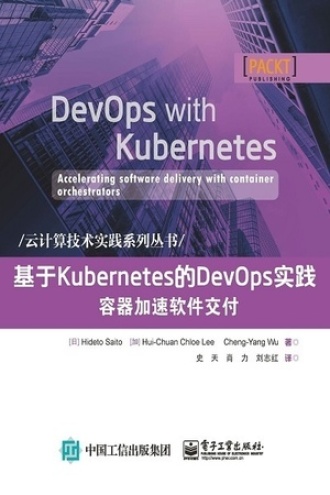 [PACKT]
PUBLISHING
DevOps with
Kubernetes
Accelerating software delivery with container
orchestrators
/云计算技术实践系列丛书/
基于Kubernetes的DevOps实践
容器加速软件交付
[日] Hideto Saito [加] Hui-Chuan Chloe Lee Cheng-Yang Wu 著
史 天 肖 力 刘志红 译
中国工信出版集团
电子工业出版社